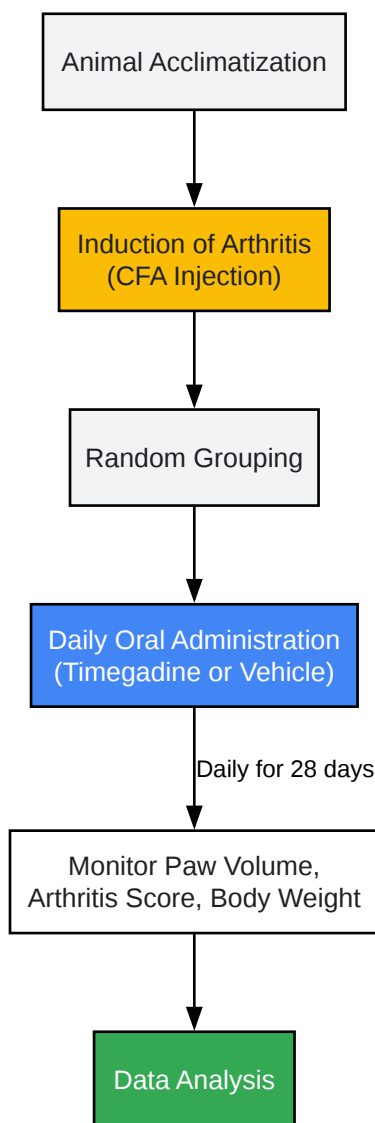 Animal Acclimatization
Induction of Arthritis
(CFA Injection)
Random Grouping
Daily Oral Administration
(Timegadine or Vehicle)
Daily for 28 days
Monitor Paw Volume,
Arthritis Score, Body Weight
Data Analysis